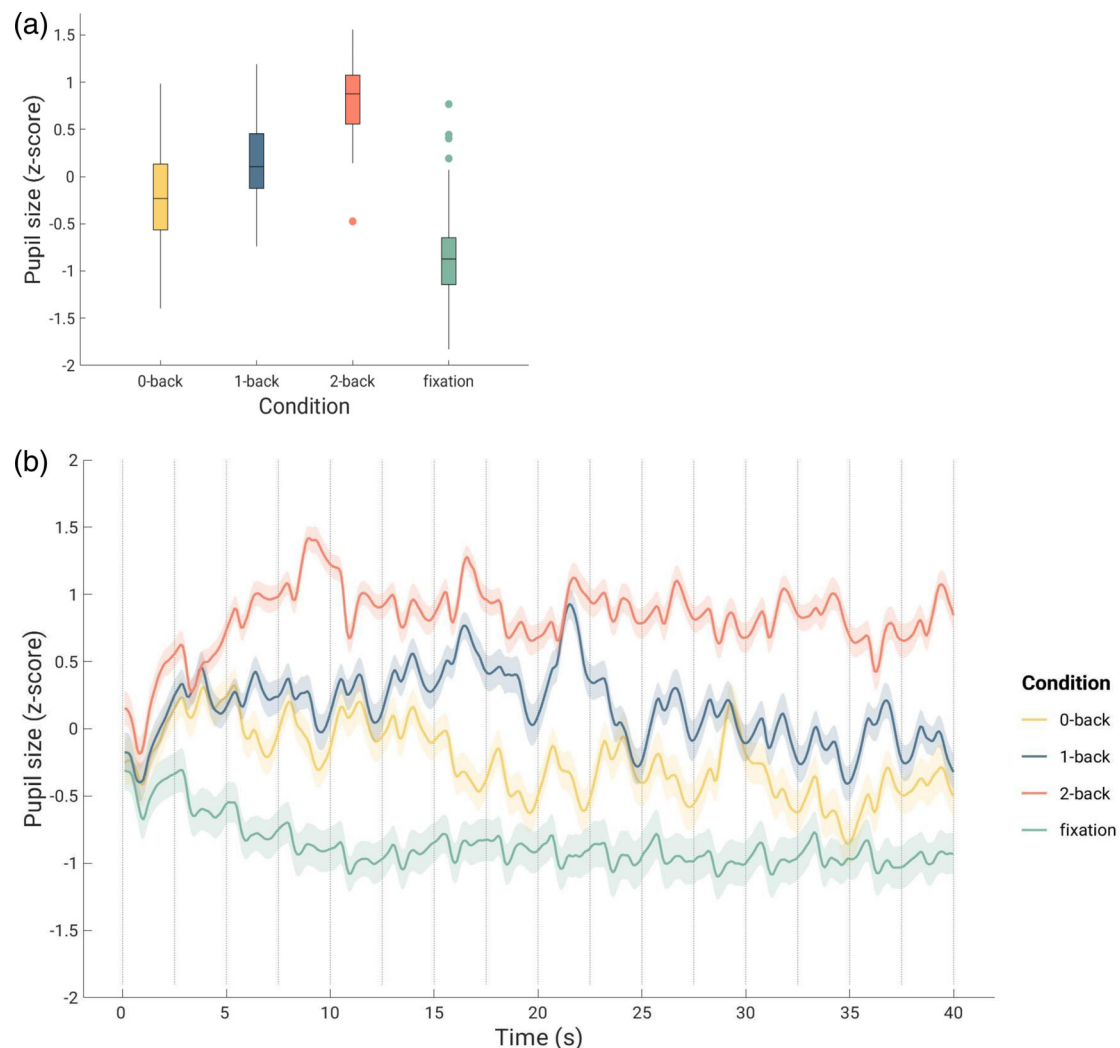 (a)
1.5
1
0.5
0
-0.5
-1
-1.5
-2
Pupil size (z-score)
0-back 1-back 2-back fixation
Condition
(b)
2
1.5
1
0.5
0
-0.5
-1
-1.5
-2
Pupil size (z-score)
0 5 10 15 20 25 30 35 40
Time (s)
Condition
0-back
1-back
2-back
fixation